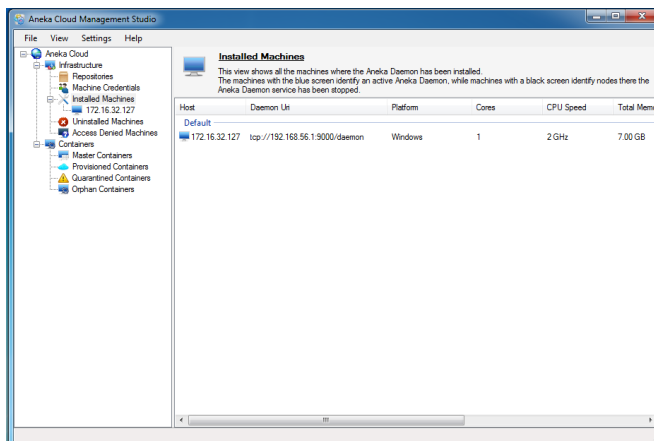 Aneka Cloud Management Studio
File View Settings Help
Aneka Cloud
Infrastructure
Repositories
Machine Credentials
Installed Machines
172.16.32.127
Uninstalled Machines
Access Denied Machines
Containers
Master Containers
Provisioned Containers
Quarantined Containers
Orphan Containers
Installed Machines
This view shows all the machines where the Aneka Daemon has been installed.
The machines with the blue screen identify an active Aneka Daemon, while machines with a black screen identify nodes there the
Aneka Daemon service has been stopped.
Host Daemon Uri Platform Cores CPU Speed Total Memo
Default
172.16.32.127 tcp://192.168.56.1:9000/daemon Windows 1 2 GHz 7.00 GB